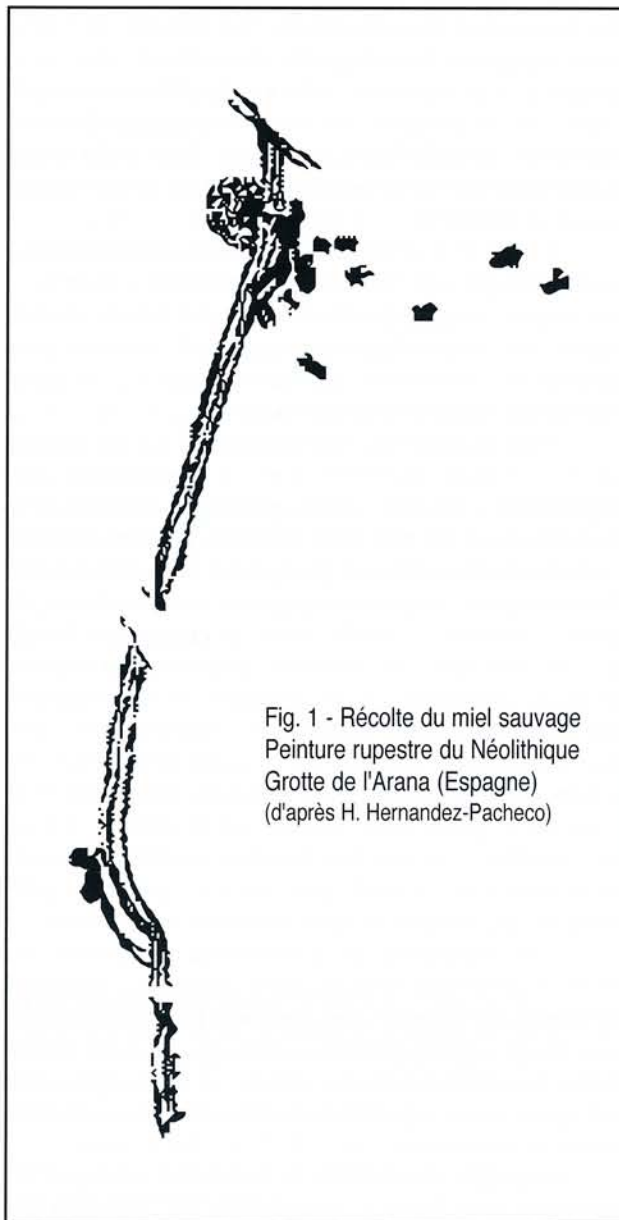 Fig. 1 - Récolte du miel sauvage
Peinture rupestre du Néolithique
Grotte de l'Arana (Espagne)
(d'après H. Hernandez-Pacheco)